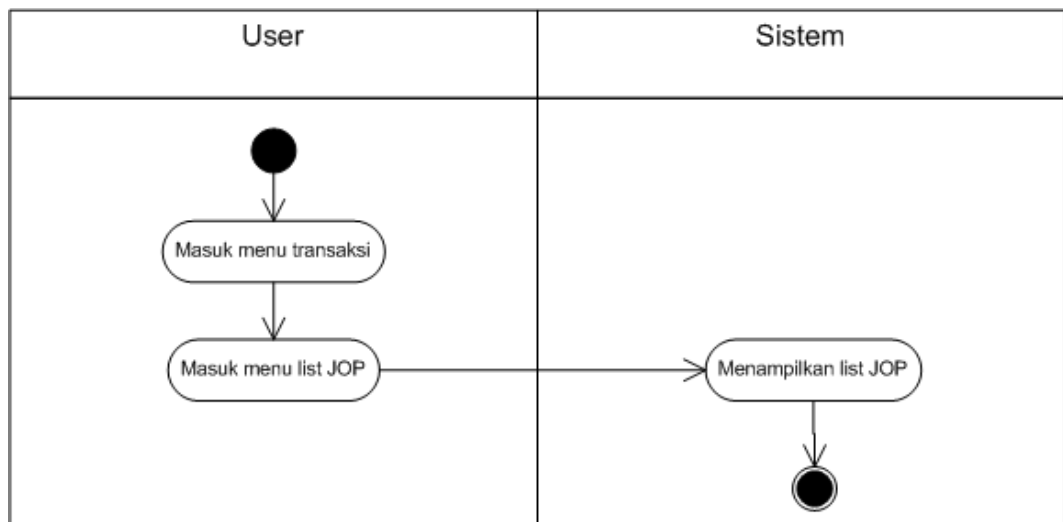 User
Sistem
Masuk menu transaksi
Masuk menu list JOP
Menampilkan list JOP